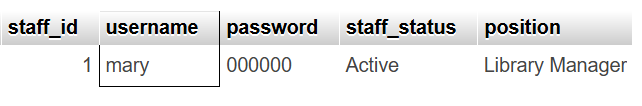 staff_id username password staff_status position
1 mary 000000 Active Library Manager